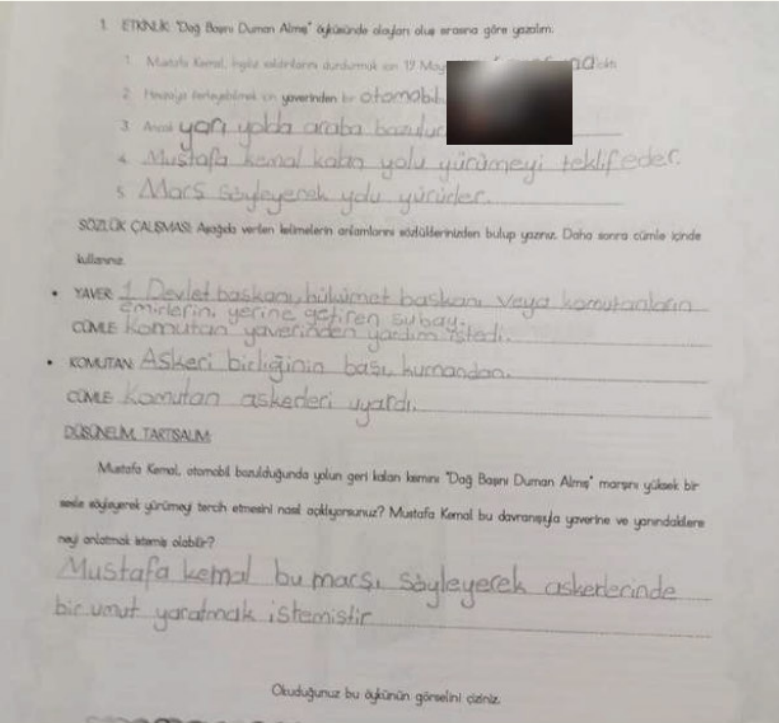 1. ETKİNLİK: "Dağ Başını Duman Almış" öyküsünde olayları oluş sırasına göre yazalım.
1. Mustafa Kemal, İngiliz saldırılarını durdurmak için 19 May
2. Havza'ya ilerleyebilmek için yaverinden bir otomobil
3. Ancak yarı yolda araba bozulur
4. Mustafa kemal kalan yolu yürümeyi teklif eder.
5. Marş söyleyerek yolu yürürler.
SÖZLÜK ÇALIŞMASI: Aşağıda verilen kelimelerin anlamlarını sözlüklerinizden bulup yazınız. Daha sonra cümle içinde
kullanınız.
• YAVER: 1. Devlet başkanı, hükümet başkanı veya komutanların
emirlerini yerine getiren subay.
CÜMLE: Komutan yaverinden yardım istedi.
• KOMUTAN: Askeri birliğinin başı, kumandan.
CÜMLE: Komutan askerleri uyardı.
DÜŞÜNELİM, TARTIŞALIM:
Mustafa Kemal, otomobil bozulduğunda yolun geri kalan kısmını "Dağ Başını Duman Almış" marşını yüksek bir
sesle söyleyerek yürümeyi tercih etmesini nasıl açıklıyorsunuz? Mustafa Kemal bu davranışıyla yaverine ve yanındakilere
neyi anlatmak istemiş olabilir?
Mustafa kemal bu marşı söyleyerek askerlerinde
bir umut yaratmak istemiştir
Okuduğunuz bu öykünün görselini çiziniz.